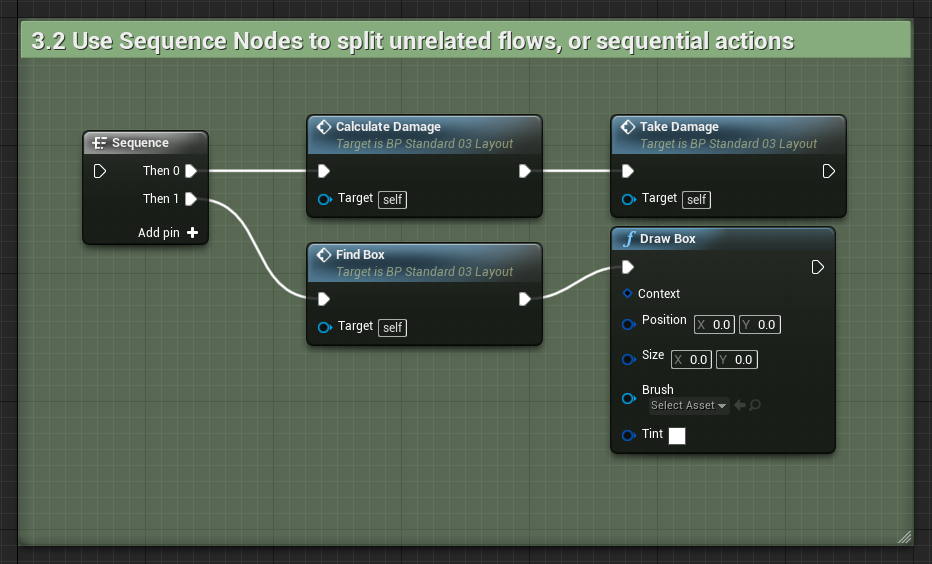 3.2 Use Sequence Nodes to split unrelated flows, or sequential actions
Sequence
Then 0
Then 1
Add pin
Calculate Damage
Target is BP Standard 03 Layout
Target self
Take Damage
Target is BP Standard 03 Layout
Target self
Find Box
Target is BP Standard 03 Layout
Target self
f Draw Box
Context
Position X 0.0 Y 0.0
Size X 0.0 Y 0.0
Brush
Select Asset
Tint